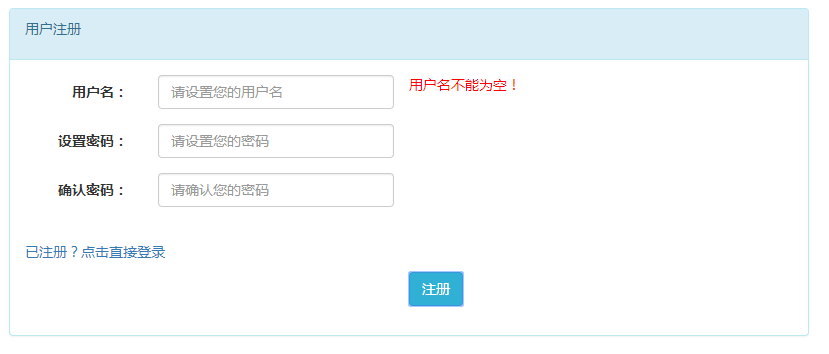 用户注册
用户名： 请设置您的用户名 用户名不能为空！
设置密码： 请设置您的密码
确认密码： 请确认您的密码
已注册？点击直接登录
注册